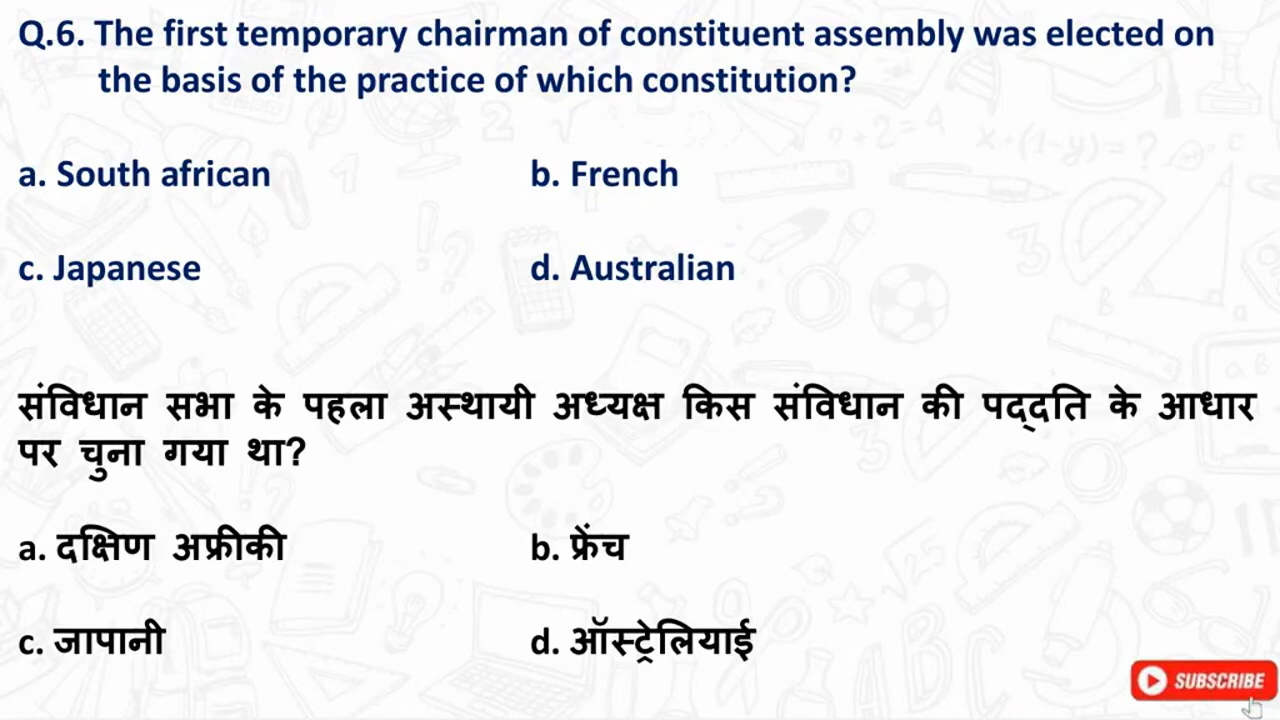 Q.6. The first temporary chairman of constituent assembly was elected on
the basis of the practice of which constitution?
a. South african b. French
c. Japanese d. Australian
संविधान सभा के पहला अस्थायी अध्यक्ष किस संविधान की पद्दति के आधार
पर चुना गया था?
a. दक्षिण अफ्रीकी b. फ्रेंच
c. जापानी d. ऑस्ट्रेलियाई
SUBSCRIBE